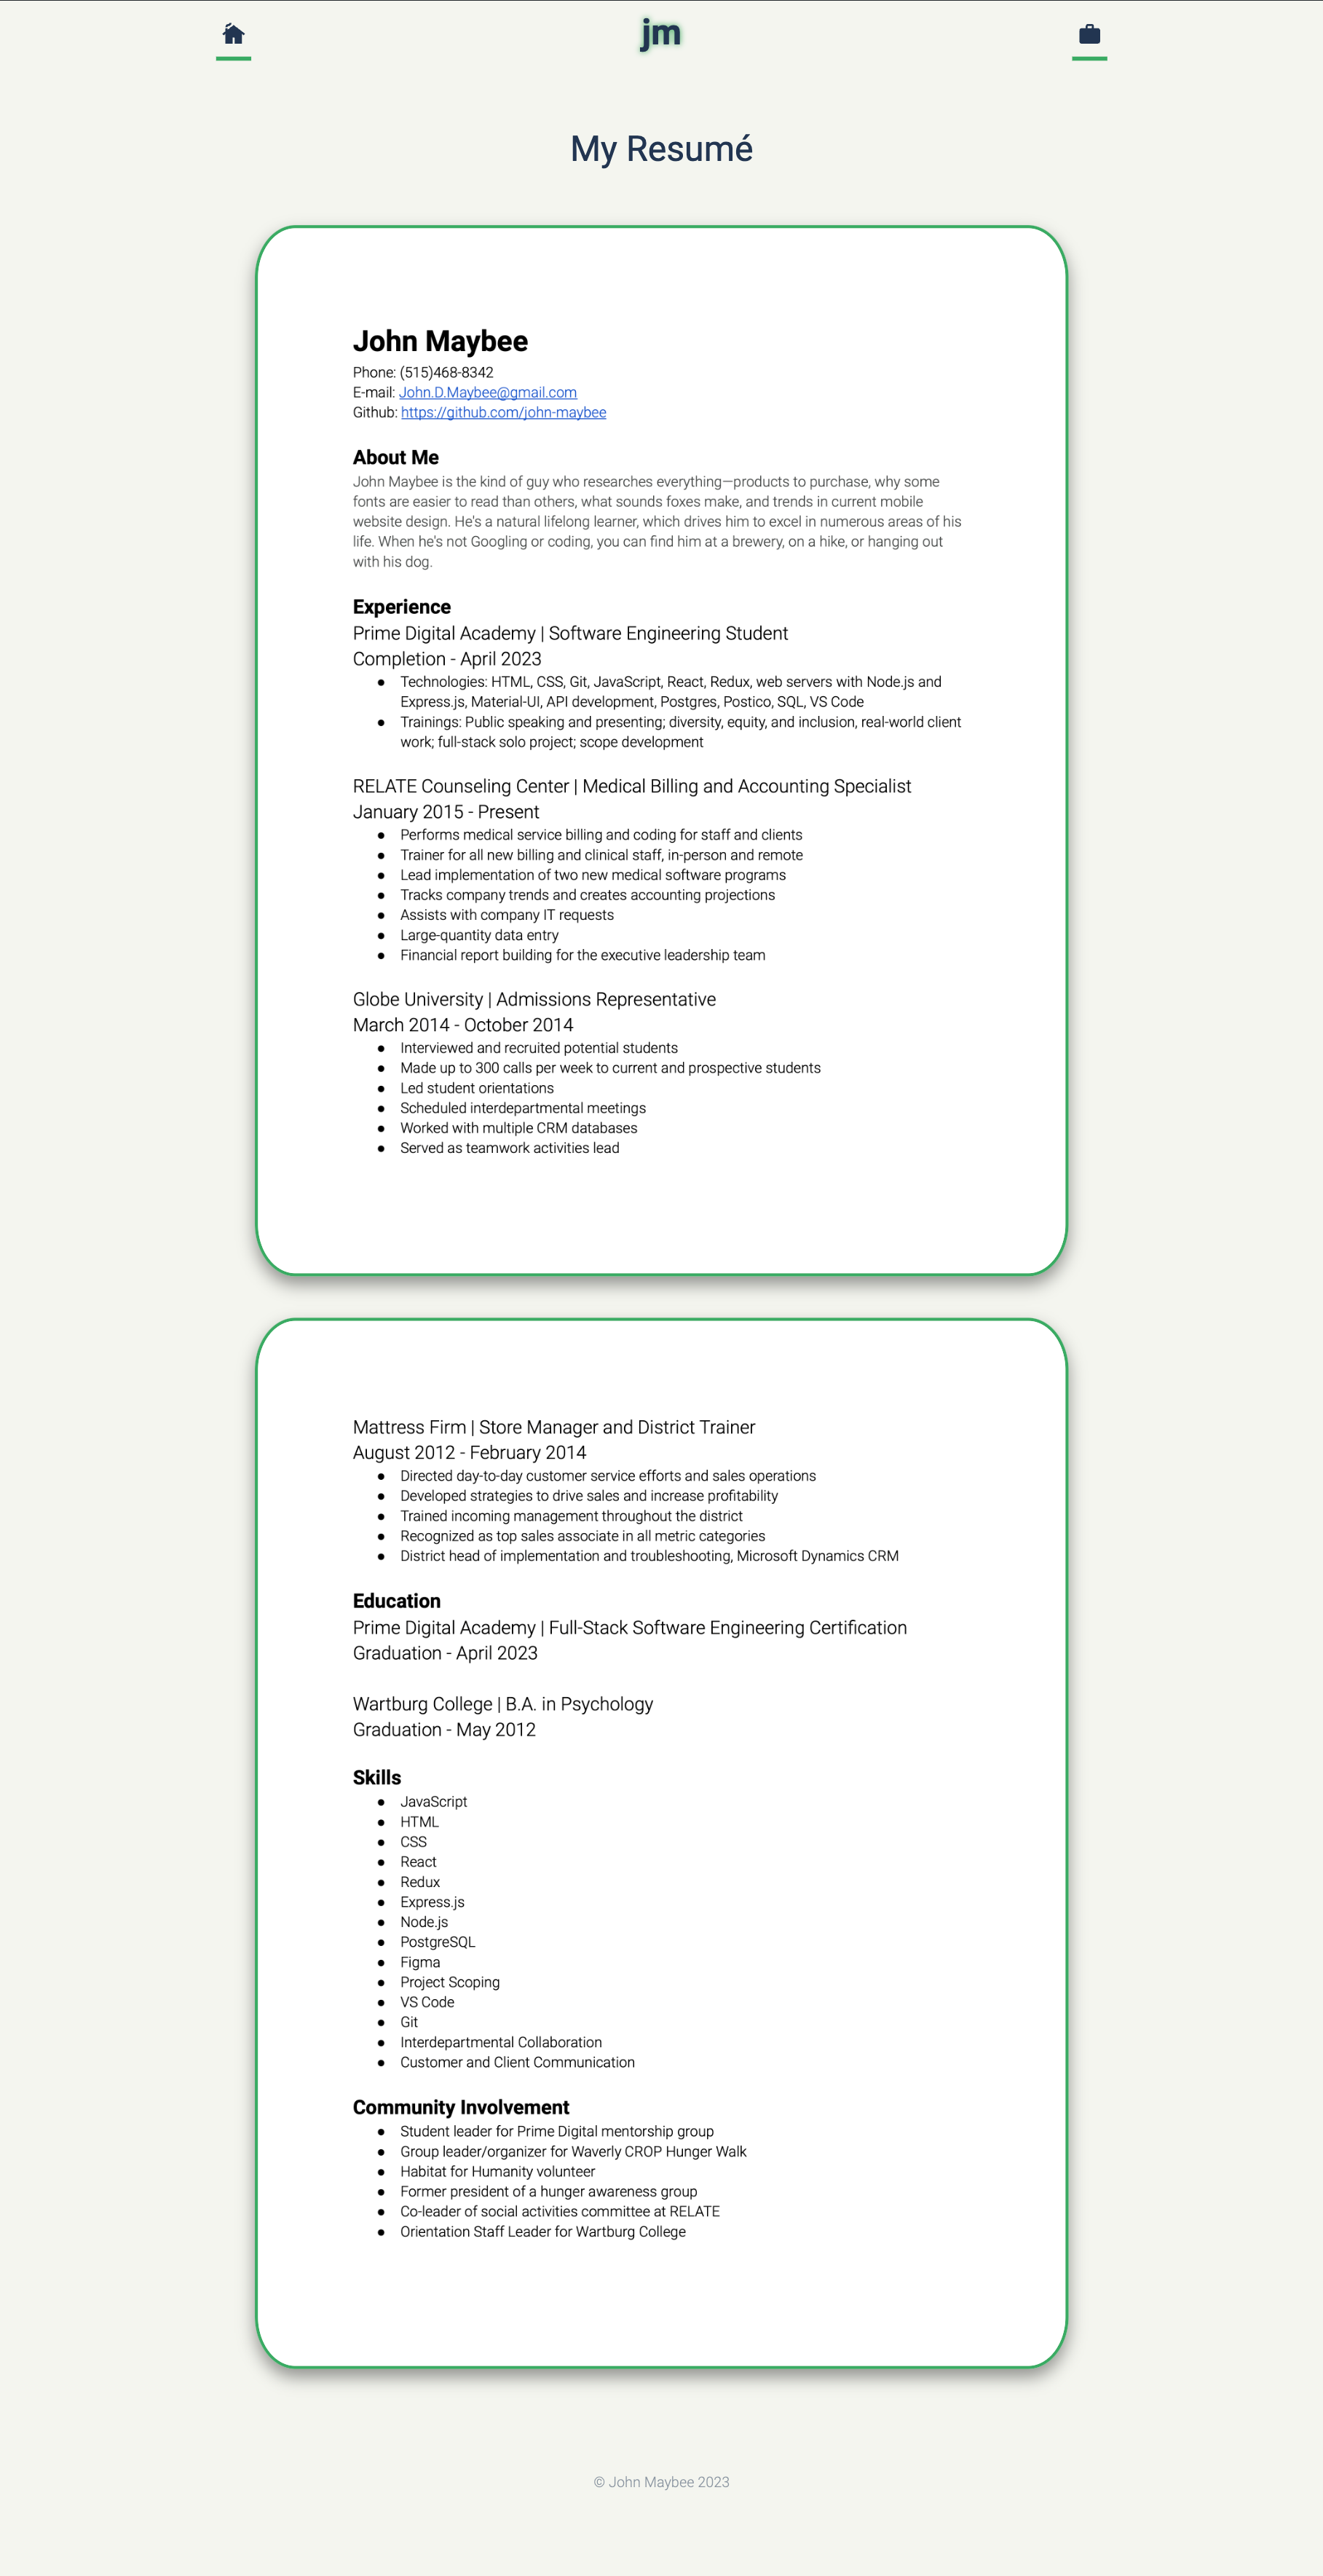 jm
My Resumé
John Maybee
Phone: (515)468-8342
E-mail: John.D.Maybee@gmail.com
Github: https://github.com/john-maybee
About Me
John Maybee is the kind of guy who researches everything—products to purchase, why some
fonts are easier to read than others, what sounds foxes make, and trends in current mobile
website design. He's a natural lifelong learner, which drives him to excel in numerous areas of his
life. When he's not Googling or coding, you can find him at a brewery, on a hike, or hanging out
with his dog.
Experience
Prime Digital Academy | Software Engineering Student
Completion - April 2023
● Technologies: HTML, CSS, Git, JavaScript, React, Redux, web servers with Node.js and
Express.js, Material-UI, API development, Postgres, Postico, SQL, VS Code
● Trainings: Public speaking and presenting; diversity, equity, and inclusion, real-world client
work; full-stack solo project; scope development
RELATE Counseling Center | Medical Billing and Accounting Specialist
January 2015 - Present
● Performs medical service billing and coding for staff and clients
● Trainer for all new billing and clinical staff, in-person and remote
● Lead implementation of two new medical software programs
● Tracks company trends and creates accounting projections
● Assists with company IT requests
● Large-quantity data entry
● Financial report building for the executive leadership team
Globe University | Admissions Representative
March 2014 - October 2014
● Interviewed and recruited potential students
● Made up to 300 calls per week to current and prospective students
● Led student orientations
● Scheduled interdepartmental meetings
● Worked with multiple CRM databases
● Served as teamwork activities lead
Mattress Firm | Store Manager and District Trainer
August 2012 - February 2014
● Directed day-to-day customer service efforts and sales operations
● Developed strategies to drive sales and increase profitability
● Trained incoming management throughout the district
● Recognized as top sales associate in all metric categories
● District head of implementation and troubleshooting, Microsoft Dynamics CRM
Education
Prime Digital Academy | Full-Stack Software Engineering Certification
Graduation - April 2023
Wartburg College | B.A. in Psychology
Graduation - May 2012
Skills
● JavaScript
● HTML
● CSS
● React
● Redux
● Express.js
● Node.js
● PostgreSQL
● Figma
● Project Scoping
● VS Code
● Git
● Interdepartmental Collaboration
● Customer and Client Communication
Community Involvement
● Student leader for Prime Digital mentorship group
● Group leader/organizer for Waverly CROP Hunger Walk
● Habitat for Humanity volunteer
● Former president of a hunger awareness group
● Co-leader of social activities committee at RELATE
● Orientation Staff Leader for Wartburg College
© John Maybee 2023